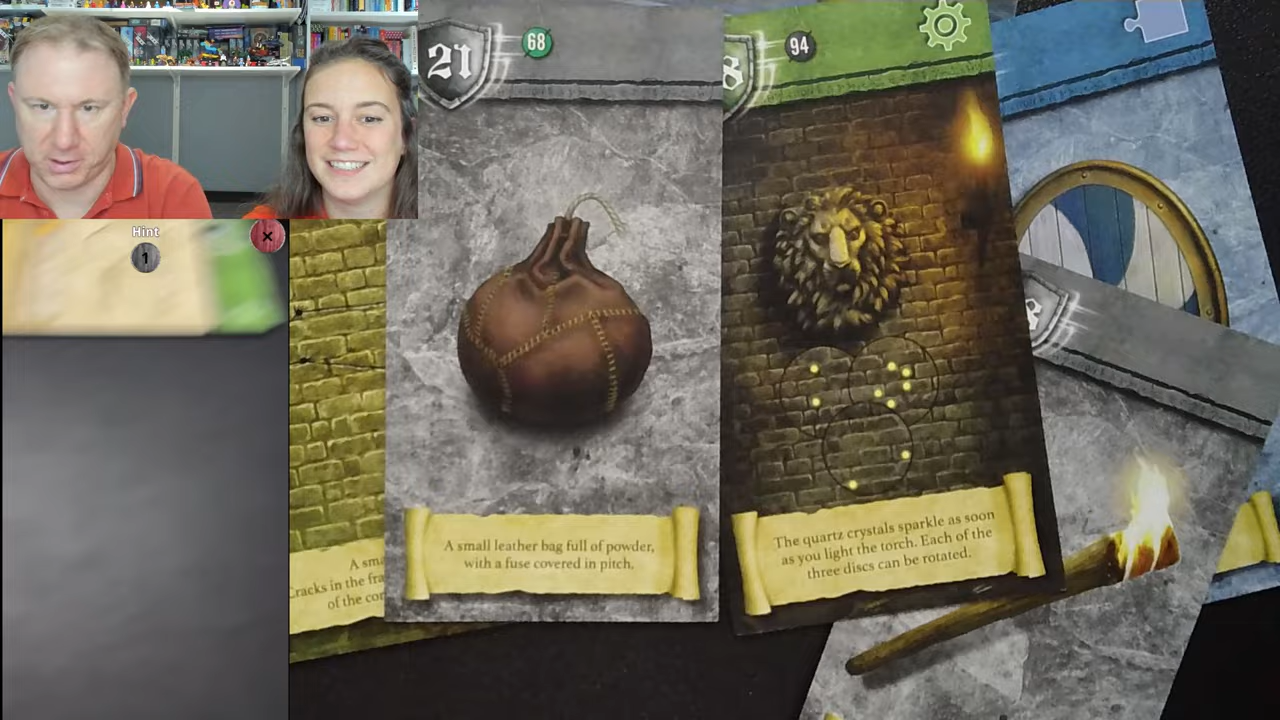 21
68
94
8
Hint
1
×
A small leather bag full of powder,
with a fuse covered in pitch.
The quartz crystals sparkle as soon
as you light the torch. Each of the
three discs can be rotated.
Cracks in the
of the